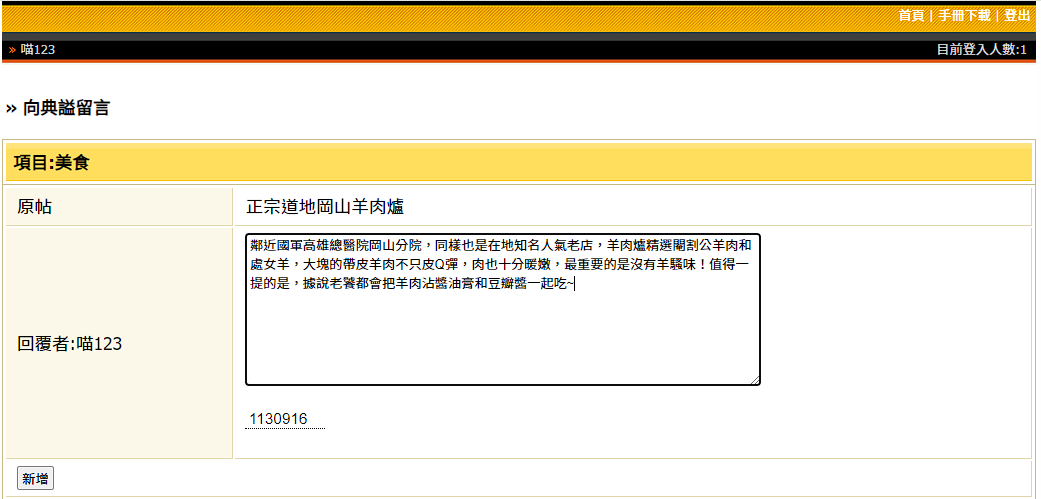 首頁 | 手冊下載 | 登出
» 喵123
目前登入人數:1
» 向典謚留言
項目:美食
原帖
正宗道地岡山羊肉爐
回覆者:喵123
鄰近國軍高雄總醫院岡山分院，同樣也是在地知名人氣老店，羊肉爐精選閹割公羊肉和
處女羊，大塊的帶皮羊肉不只皮Q彈，肉也十分暖嫩，最重要的是沒有羊騷味！值得一
提的是，據說老饕都會把羊肉沾醬油膏和豆瓣醬一起吃~
1130916
新增